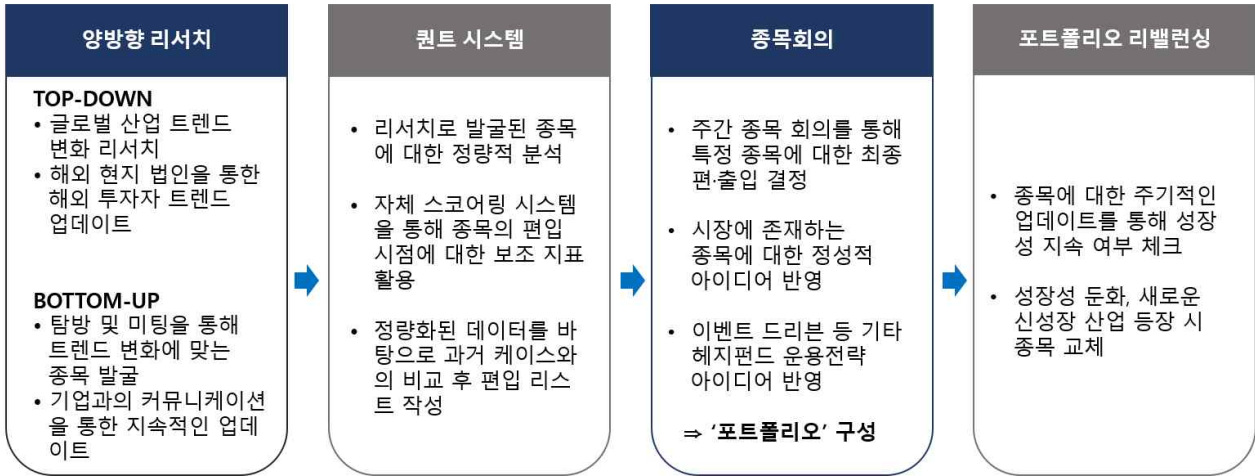 양방향 리서치
TOP-DOWN
• 글로벌 산업 트렌드
변화 리서치
• 해외 현지 법인을 통한
해외 투자자 트렌드
업데이트
BOTTOM-UP
• 탐방 및 미팅을 통해
트렌드 변화에 맞는
종목 발굴
• 기업과의 커뮤니케이션
을 통한 지속적인 업데
이트
퀀트 시스템
• 리서치로 발굴된 종목
에 대한 정량적 분석
• 자체 스코어링 시스템
을 통해 종목의 편입
시점에 대한 보조 지표
활용
• 정량화된 데이터를 바
탕으로 과거 케이스와
의 비교 후 편입 리스
트 작성
종목회의
• 주간 종목 회의를 통해
특정 종목에 대한 최종
편·출입 결정
• 시장에 존재하는
종목에 대한 정성적
아이디어 반영
• 이벤트 드리븐 등 기타
헤지펀드 운용전략
아이디어 반영
⇒ ‘포트폴리오’ 구성
포트폴리오 리밸런싱
• 종목에 대한 주기적인
업데이트를 통해 성장
성 지속 여부 체크
• 성장성 둔화, 새로운
신성장 산업 등장 시
종목 교체